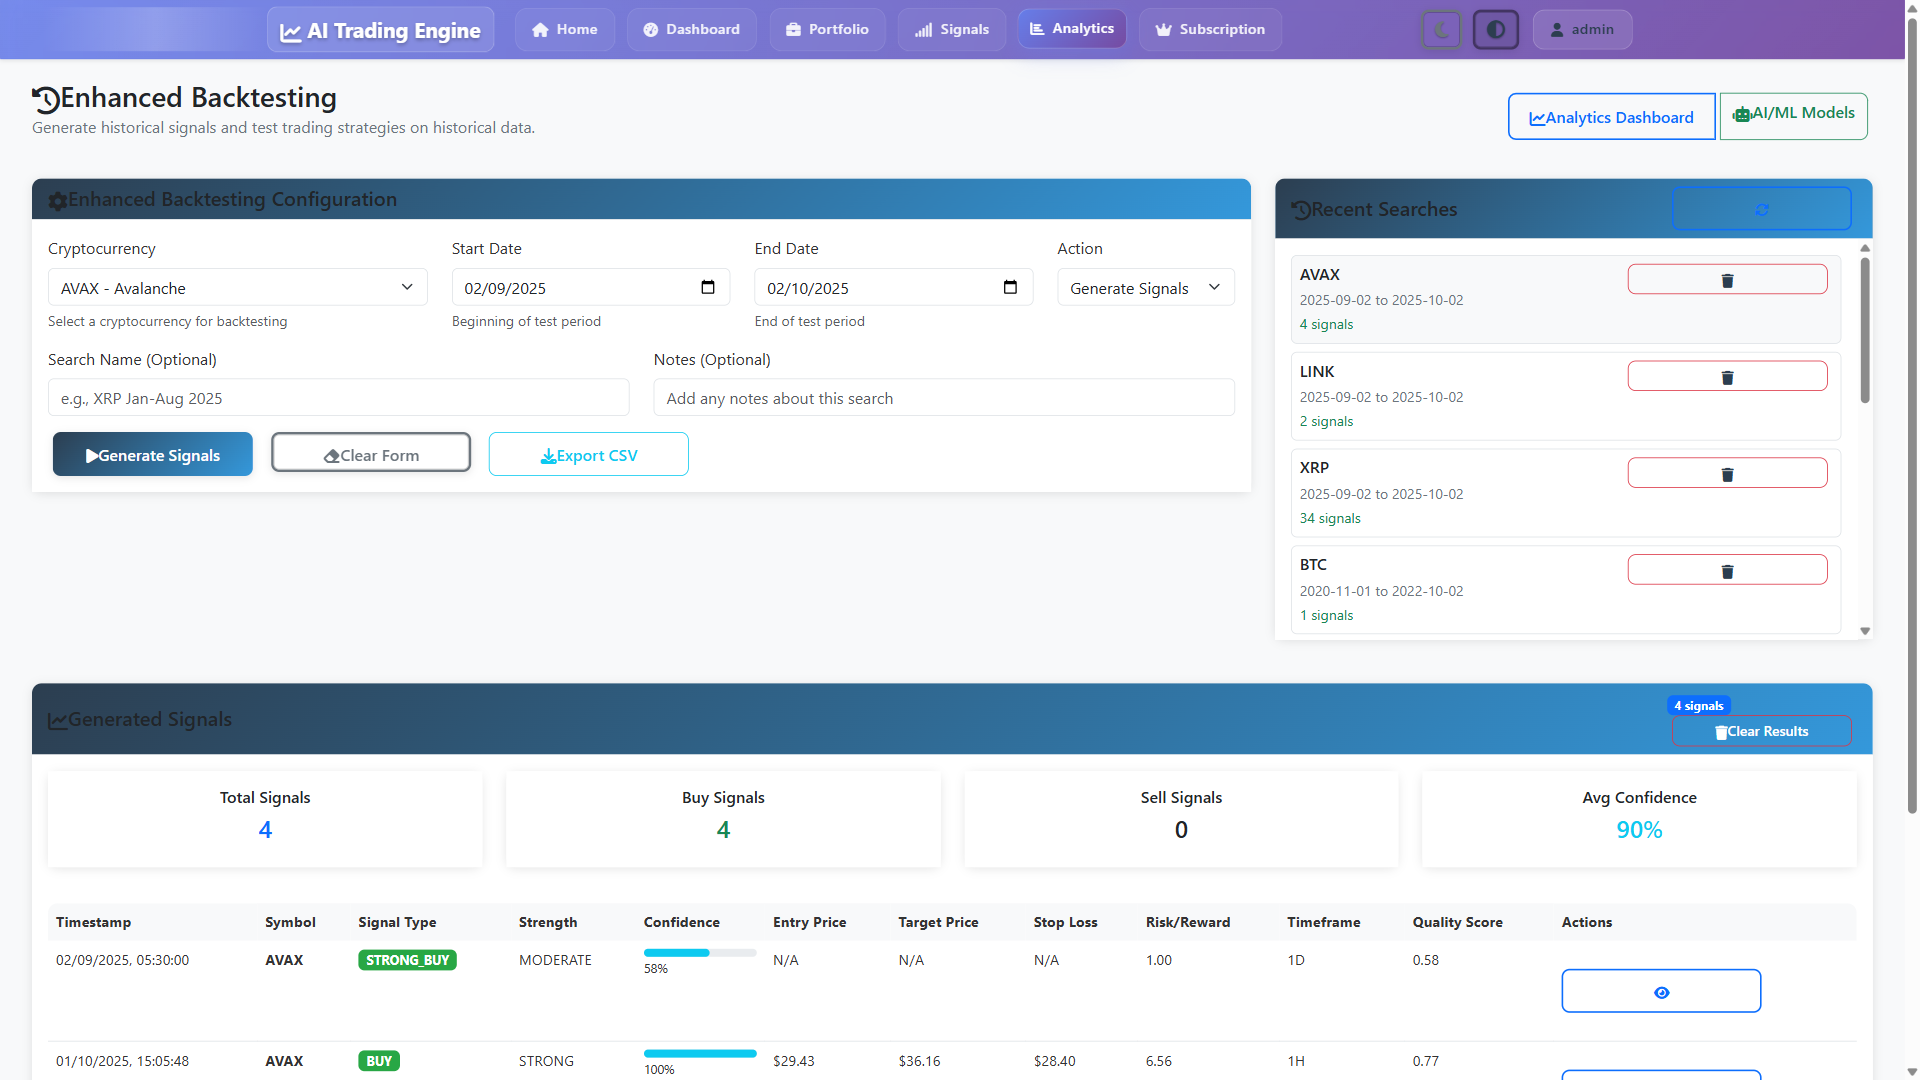 AI Trading Engine
Home
Dashboard
Portfolio
Signals
Analytics
Subscription
admin
Enhanced Backtesting
Generate historical signals and test trading strategies on historical data.
Analytics Dashboard
AI/ML Models
Enhanced Backtesting Configuration
Cryptocurrency
Start Date
End Date
Action
AVAX - Avalanche
02/09/2025
02/10/2025
Generate Signals
Select a cryptocurrency for backtesting
Beginning of test period
End of test period
Search Name (Optional)
Notes (Optional)
e.g., XRP Jan-Aug 2025
Add any notes about this search
Generate Signals
Clear Form
Export CSV
Recent Searches
AVAX
2025-09-02 to 2025-10-02
4 signals
LINK
2025-09-02 to 2025-10-02
2 signals
XRP
2025-09-02 to 2025-10-02
34 signals
BTC
2020-11-01 to 2022-10-02
1 signals
Generated Signals
4 signals
Clear Results
Total Signals
4
Buy Signals
4
Sell Signals
0
Avg Confidence
90%
Timestamp Symbol Signal Type Strength Confidence Entry Price Target Price Stop Loss Risk/Reward Timeframe Quality Score Actions
02/09/2025, 05:30:00 AVAX STRONG_BUY MODERATE 58% N/A N/A N/A 1.00 1D 0.58
01/10/2025, 15:05:48 AVAX BUY STRONG 100% $29.43 $36.16 $28.40 6.56 1H 0.77